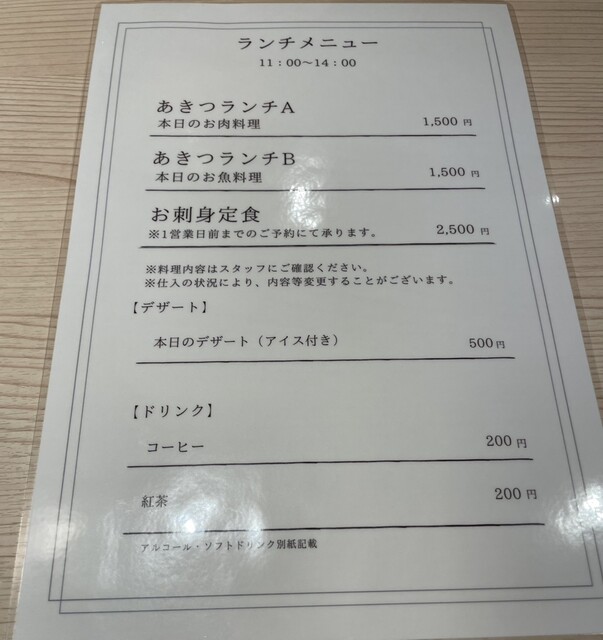 ランチメニュー
11:00〜14:00
あきつランチA
本日のお肉料理
1,500 円
あきつランチB
本日のお魚料理
1,500 円
お刺身定食
※1営業日前までのご予約にて承ります。
2,500 円
※料理内容はスタッフにご確認ください。
※仕入の状況により、内容等変更することがございます。
【デザート】
本日のデザート（アイス付き）
500円
【ドリンク】
コーヒー
200 円
紅茶
200 円
アルコール・ソフトドリンク別紙記載